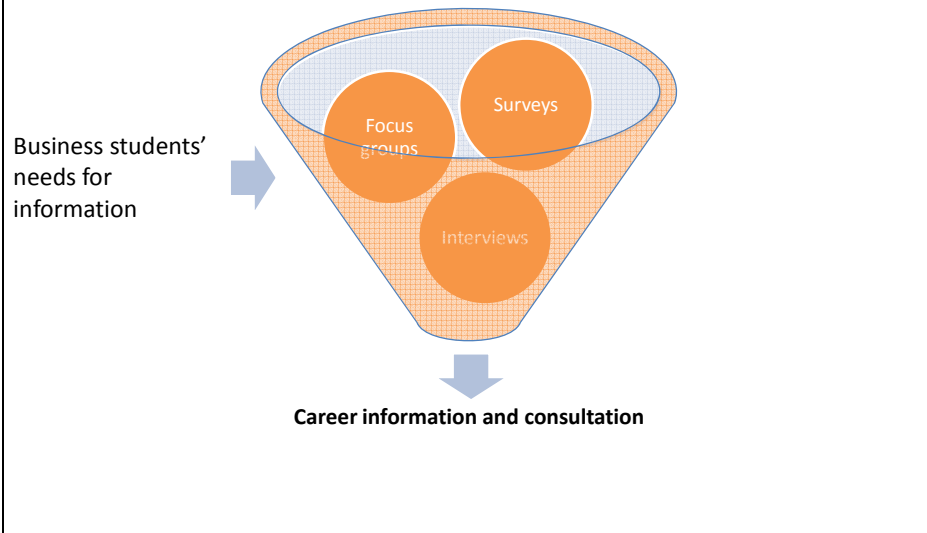 Surveys
Focus
groups
Business students’
needs for
information
Interviews
Career information and consultation